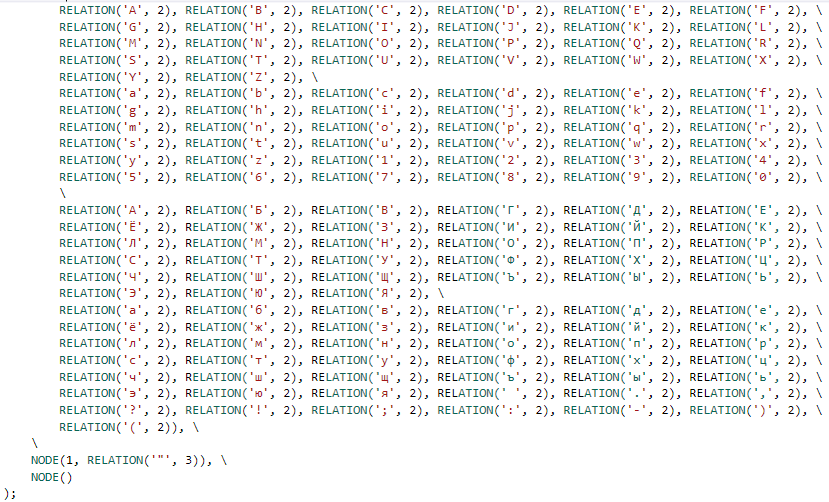 RELATION('A', 2), RELATION('B', 2), RELATION('C', 2), RELATION('D', 2), RELATION('E', 2), RELATION('F', 2), \
RELATION('G', 2), RELATION('H', 2), RELATION('I', 2), RELATION('J', 2), RELATION('K', 2), RELATION('L', 2), \
RELATION('M', 2), RELATION('N', 2), RELATION('O', 2), RELATION('P', 2), RELATION('Q', 2), RELATION('R', 2), \
RELATION('S', 2), RELATION('T', 2), RELATION('U', 2), RELATION('V', 2), RELATION('W', 2), RELATION('X', 2), \
RELATION('Y', 2), RELATION('Z', 2), \
RELATION('a', 2), RELATION('b', 2), RELATION('c', 2), RELATION('d', 2), RELATION('e', 2), RELATION('f', 2), \
RELATION('g', 2), RELATION('h', 2), RELATION('i', 2), RELATION('j', 2), RELATION('k', 2), RELATION('l', 2), \
RELATION('m', 2), RELATION('n', 2), RELATION('o', 2), RELATION('p', 2), RELATION('q', 2), RELATION('r', 2), \
RELATION('s', 2), RELATION('t', 2), RELATION('u', 2), RELATION('v', 2), RELATION('w', 2), RELATION('x', 2), \
RELATION('y', 2), RELATION('z', 2), RELATION('1', 2), RELATION('2', 2), RELATION('3', 2), RELATION('4', 2), \
RELATION('5', 2), RELATION('6', 2), RELATION('7', 2), RELATION('8', 2), RELATION('9', 2), RELATION('0', 2), \
\
RELATION('А', 2), RELATION('Б', 2), RELATION('В', 2), RELATION('Г', 2), RELATION('Д', 2), RELATION('Е', 2), \
RELATION('Ё', 2), RELATION('Ж', 2), RELATION('З', 2), RELATION('И', 2), RELATION('Й', 2), RELATION('К', 2), \
RELATION('Л', 2), RELATION('М', 2), RELATION('Н', 2), RELATION('О', 2), RELATION('П', 2), RELATION('Р', 2), \
RELATION('С', 2), RELATION('Т', 2), RELATION('У', 2), RELATION('Ф', 2), RELATION('Х', 2), RELATION('Ц', 2), \
RELATION('Ч', 2), RELATION('Ш', 2), RELATION('Щ', 2), RELATION('Ъ', 2), RELATION('Ы', 2), RELATION('Ь', 2), \
RELATION('Э', 2), RELATION('Ю', 2), RELATION('Я', 2), \
RELATION('а', 2), RELATION('б', 2), RELATION('в', 2), RELATION('г', 2), RELATION('д', 2), RELATION('е', 2), \
RELATION('ё', 2), RELATION('ж', 2), RELATION('з', 2), RELATION('и', 2), RELATION('й', 2), RELATION('к', 2), \
RELATION('л', 2), RELATION('м', 2), RELATION('н', 2), RELATION('о', 2), RELATION('п', 2), RELATION('р', 2), \
RELATION('с', 2), RELATION('т', 2), RELATION('у', 2), RELATION('ф', 2), RELATION('х', 2), RELATION('ц', 2), \
RELATION('ч', 2), RELATION('ш', 2), RELATION('щ', 2), RELATION('ъ', 2), RELATION('ы', 2), RELATION('ь', 2), \
RELATION('э', 2), RELATION('ю', 2), RELATION('я', 2), RELATION(' ', 2), RELATION('.', 2), RELATION(',', 2), \
RELATION('?', 2), RELATION('!', 2), RELATION(';', 2), RELATION(':', 2), RELATION('-', 2), RELATION(')', 2), \
RELATION('(', 2)), \
\
NODE(1, RELATION('"', 3)), \
NODE()
);